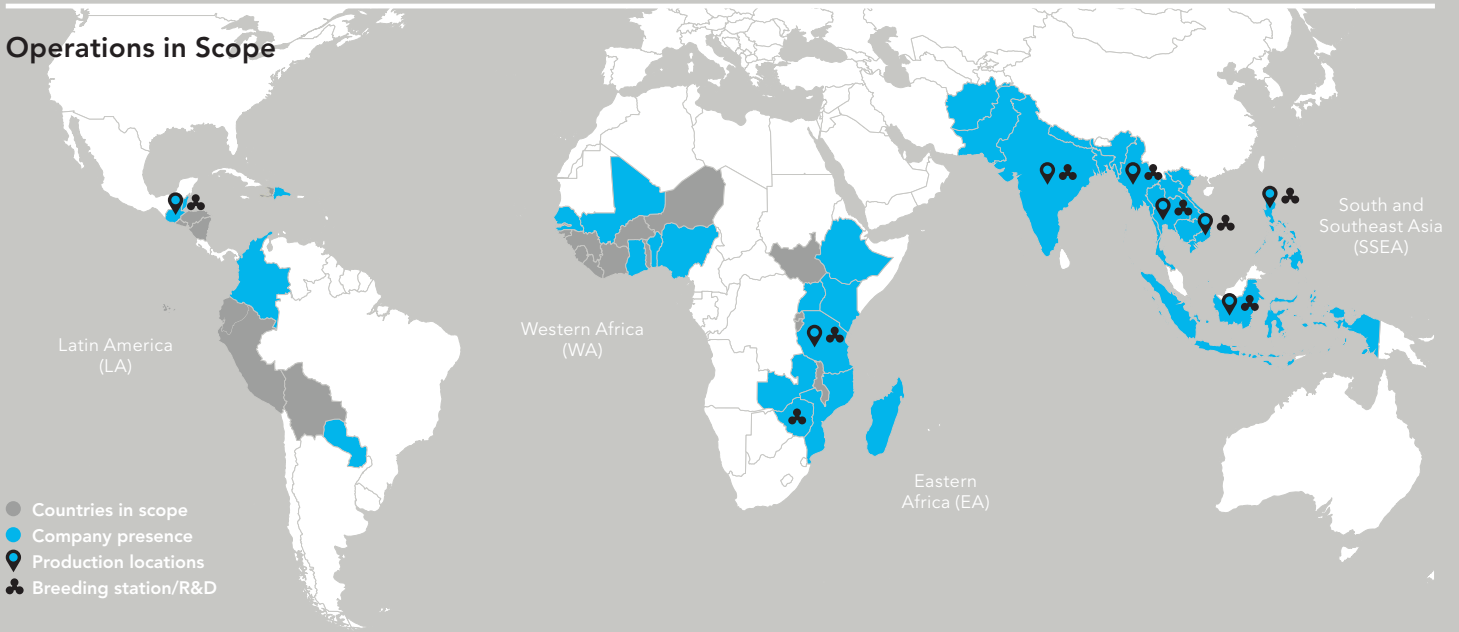 Operations in Scope
South and
Southeast Asia
(SSEA)
Western Africa
(WA)
Latin America
(LA)
Eastern
Africa (EA)
Countries in scope
Company presence
Production locations
Breeding station/R&D